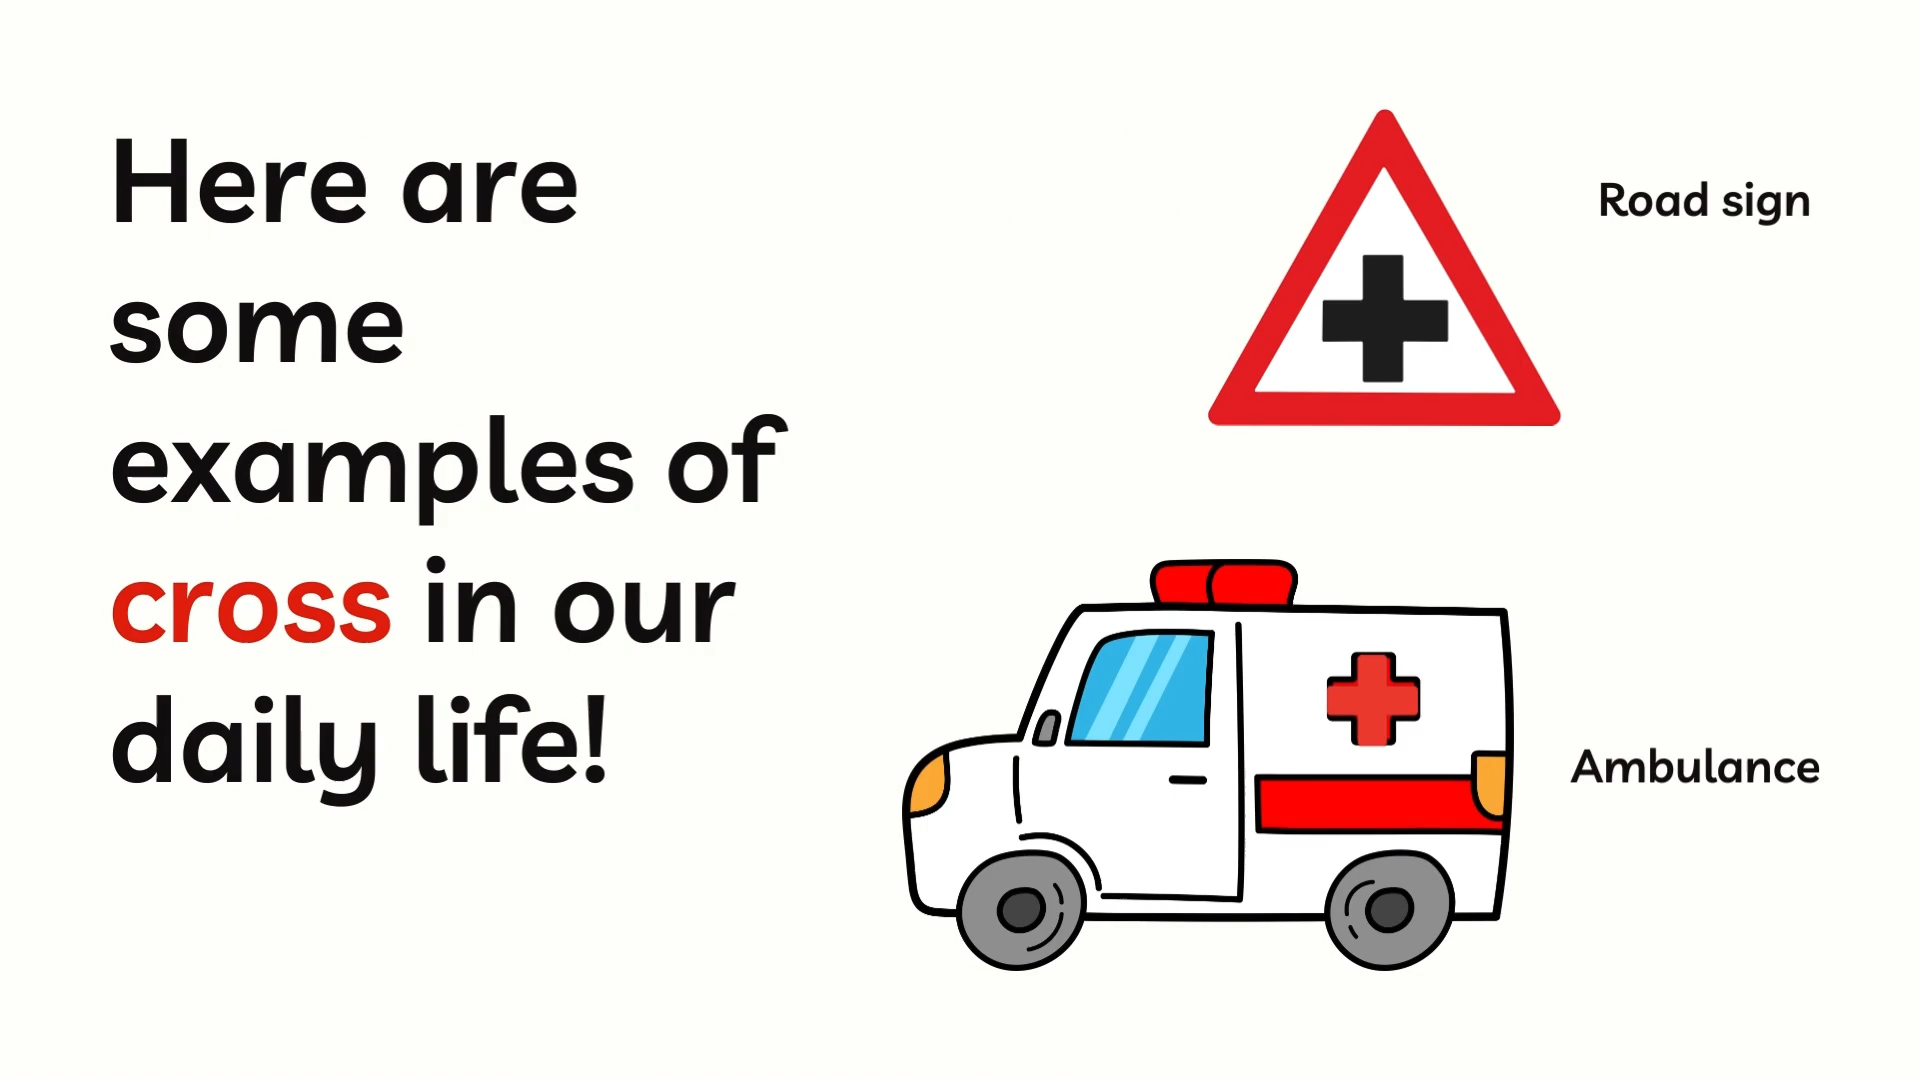 Here are
some
examples of
cross in our
daily life!
Road sign
Ambulance